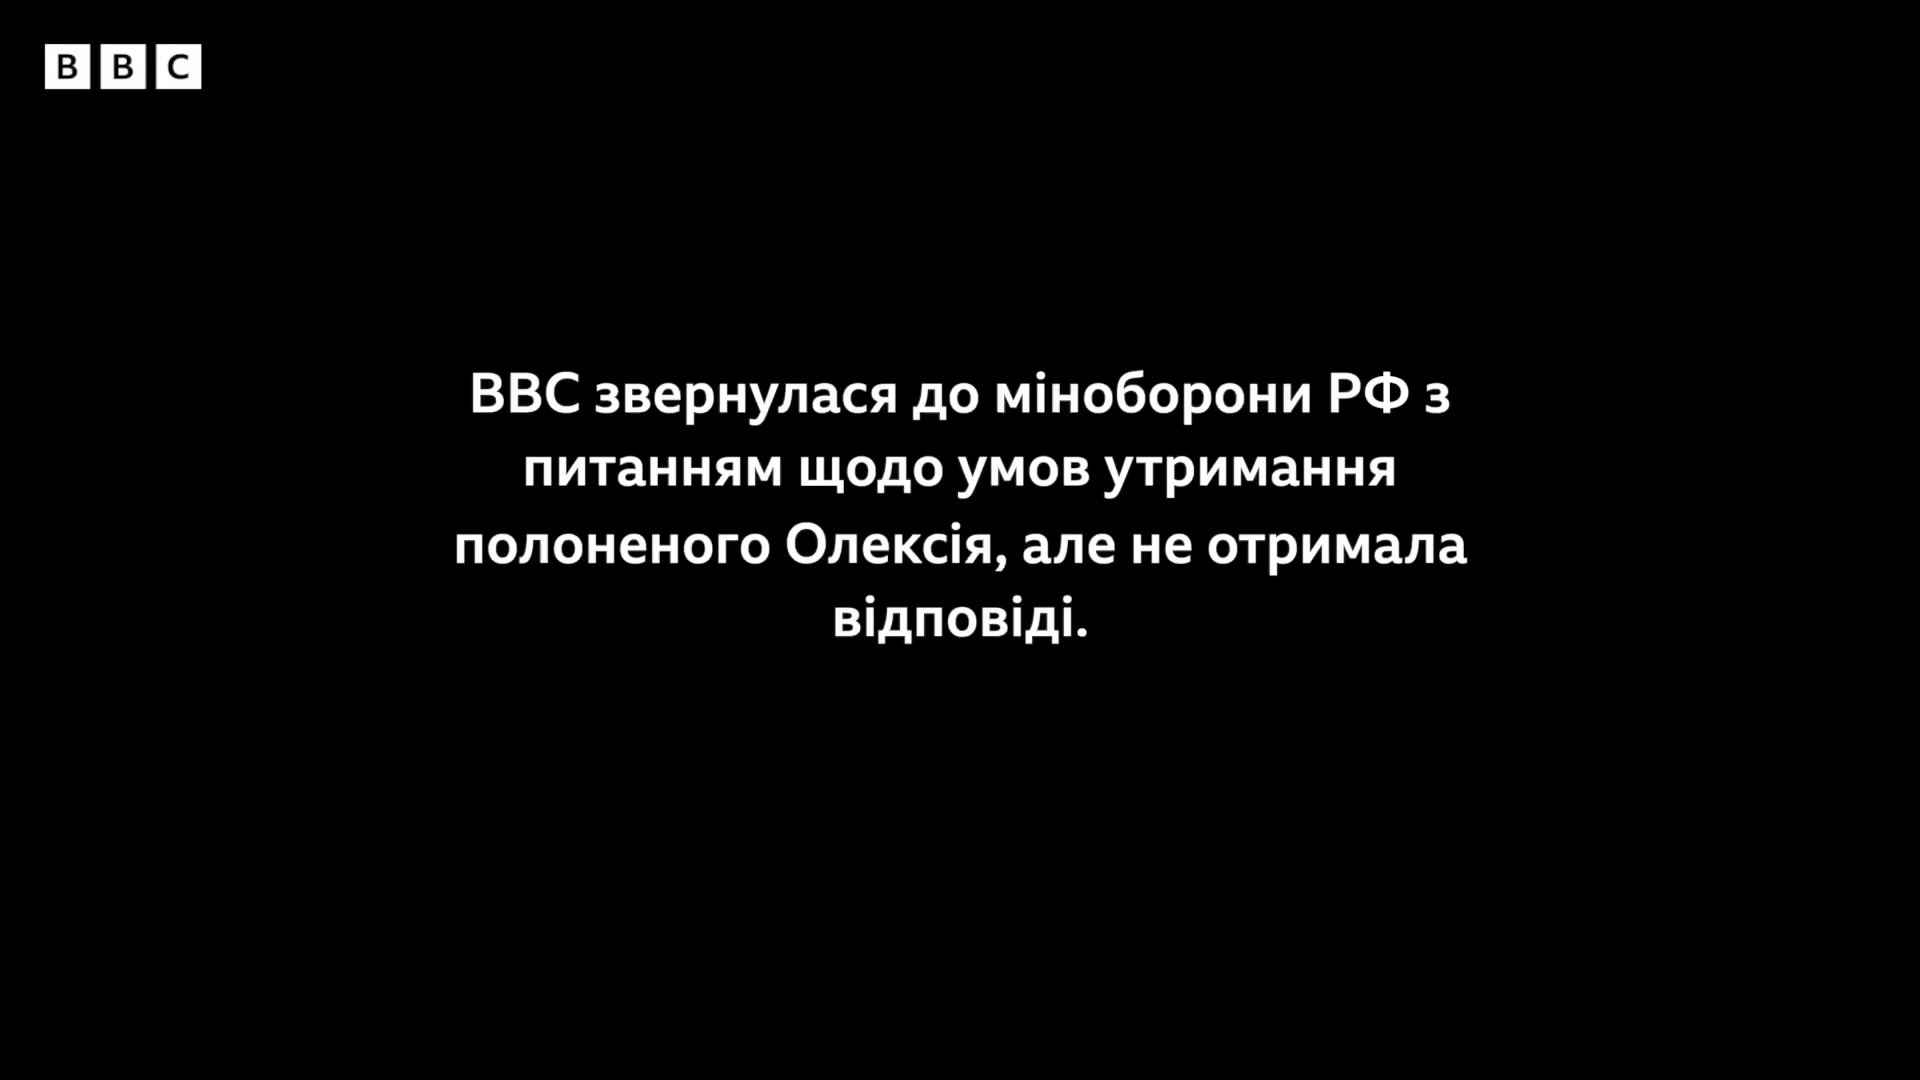 BBC
BBC звернулася до міноборони РФ з
питанням щодо умов утримання
полоненого Олексія, але не отримала
відповіді.